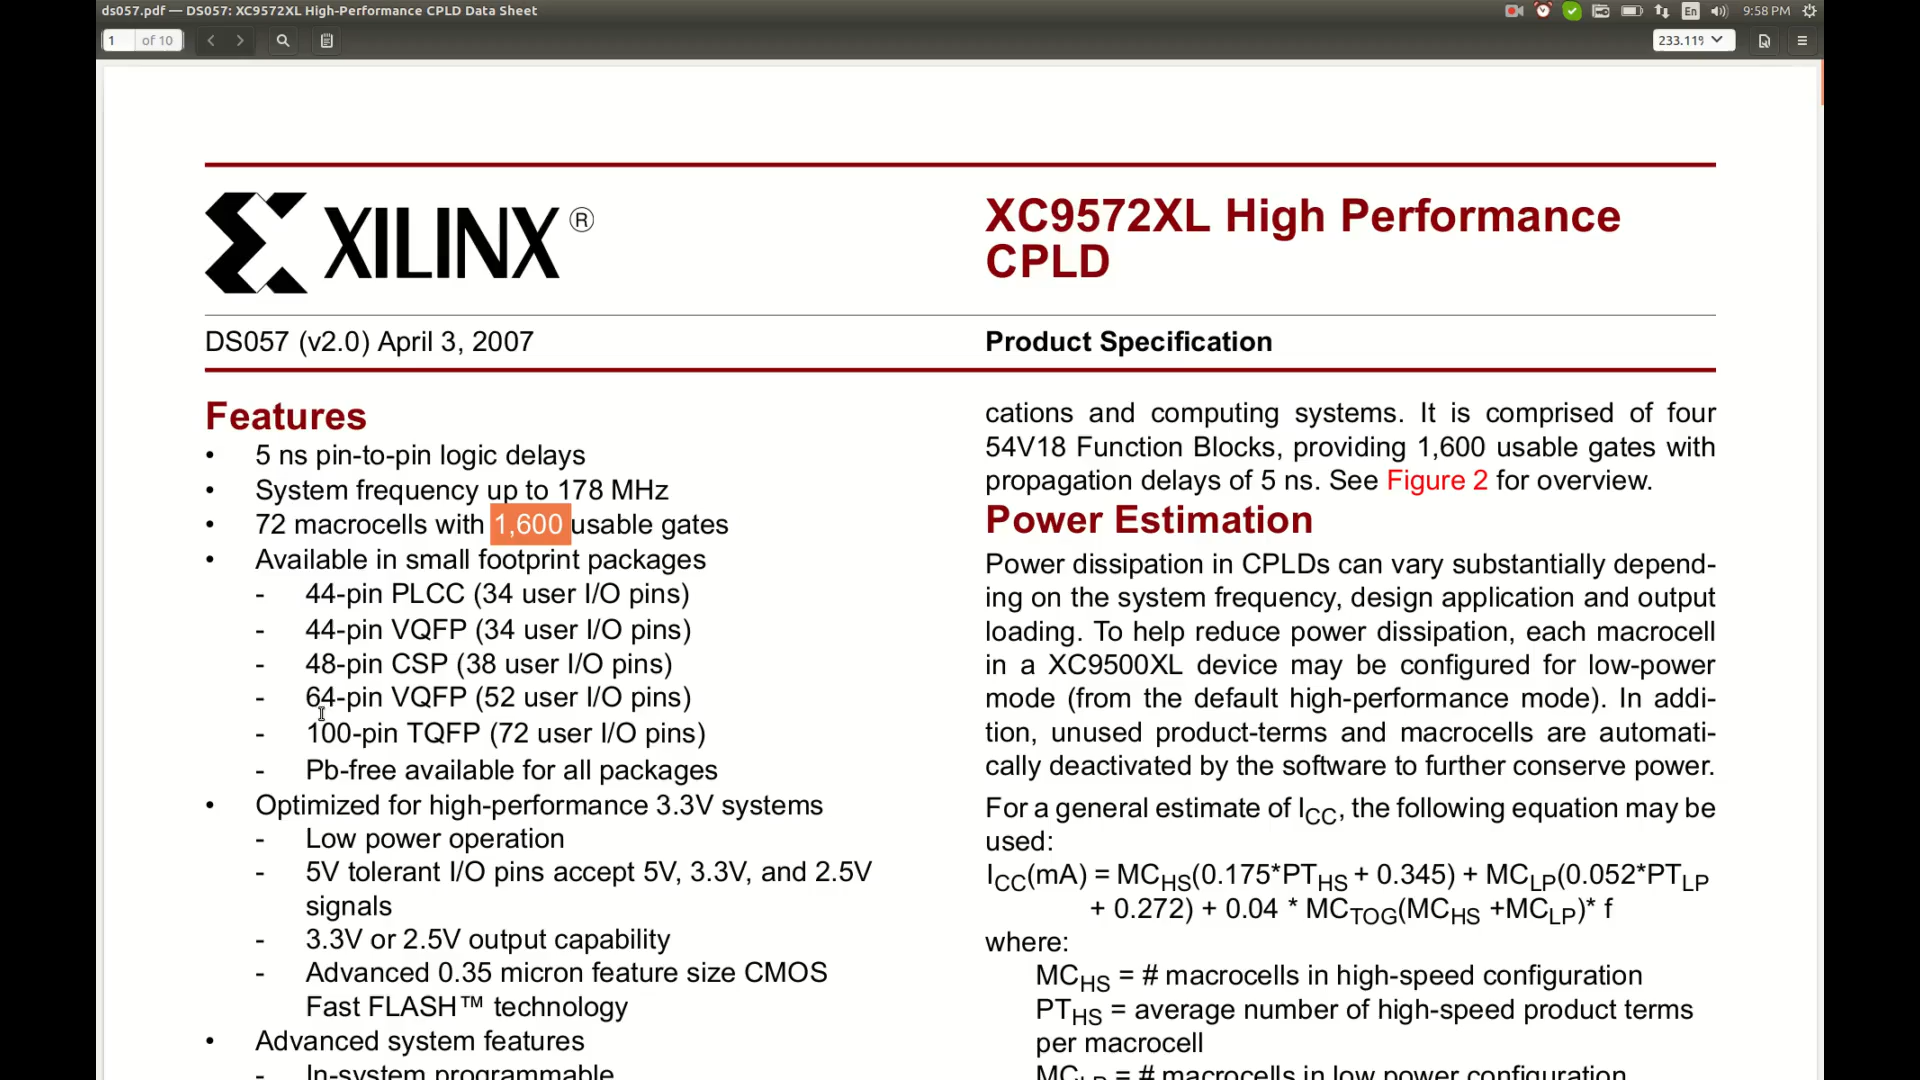 ds057.pdf — DS057: XC9572XL High-Performance CPLD Data Sheet
En
9:58 PM
1 of 10
233.11%
XILINX®
XC9572XL High Performance
CPLD
DS057 (v2.0) April 3, 2007
Product Specification
Features
• 5 ns pin-to-pin logic delays
• System frequency up to 178 MHz
• 72 macrocells with 1,600 usable gates
• Available in small footprint packages
- 44-pin PLCC (34 user I/O pins)
- 44-pin VQFP (34 user I/O pins)
- 48-pin CSP (38 user I/O pins)
- 64-pin VQFP (52 user I/O pins)
- 100-pin TQFP (72 user I/O pins)
- Pb-free available for all packages
• Optimized for high-performance 3.3V systems
- Low power operation
- 5V tolerant I/O pins accept 5V, 3.3V, and 2.5V
signals
- 3.3V or 2.5V output capability
- Advanced 0.35 micron feature size CMOS
Fast FLASH™ technology
• Advanced system features
- In-system programmable
cations and computing systems. It is comprised of four
54V18 Function Blocks, providing 1,600 usable gates with
propagation delays of 5 ns. See Figure 2 for overview.
Power Estimation
Power dissipation in CPLDs can vary substantially depend-
ing on the system frequency, design application and output
loading. To help reduce power dissipation, each macrocell
in a XC9500XL device may be configured for low-power
mode (from the default high-performance mode). In addi-
tion, unused product-terms and macrocells are automati-
cally deactivated by the software to further conserve power.
For a general estimate of ICC, the following equation may be
used:
ICC(mA) = MCHS(0.175*PTHS + 0.345) + MCLP(0.052*PTLP
+ 0.272) + 0.04 * MCTOG(MCHS +MCLP)* f
where:
MCHS = # macrocells in high-speed configuration
PTHS = average number of high-speed product terms
per macrocell
MCLP = # macrocells in low power configuration